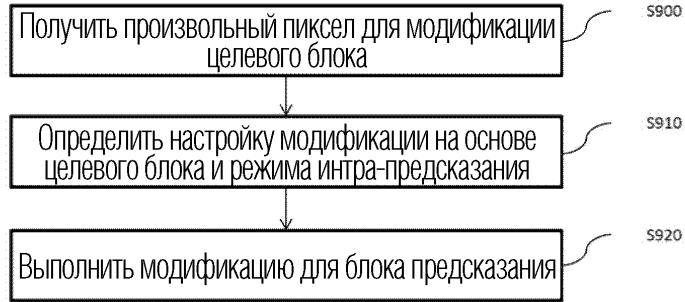 Получить произвольный пиксел для модификации
целевого блока
S900
Определить настройку модификации на основе
целевого блока и режима интра-предсказания
S910
Выполнить модификацию для блока предсказания
S920